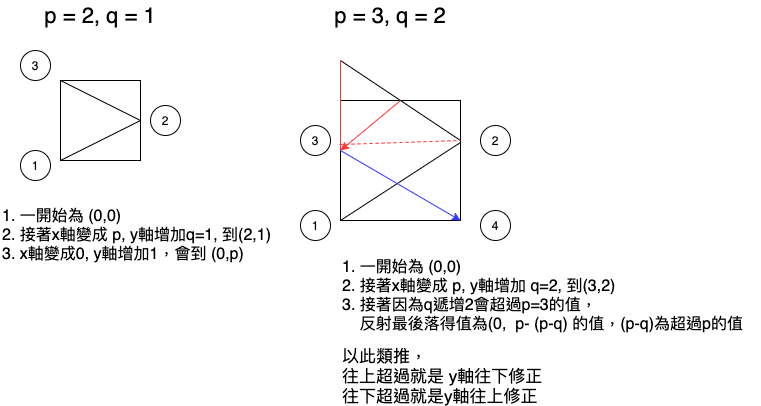 p = 2, q = 1
3
2
1
1. 一開始為 (0,0)
2. 接著x軸變成 p, y軸增加q=1, 到(2,1)
3. x軸變成0, y軸增加1，會到 (0,p)
p = 3, q = 2
3
2
1
4
1. 一開始為 (0,0)
2. 接著x軸變成 p, y軸增加 q=2, 到(3,2)
3. 接著因為q遞增2會超過p=3的值，
反射最後落得值為(0, p- (p-q) 的值，(p-q)為超過p的值
以此類推，
往上超過就是 y軸往下修正
往下超過就是y軸往上修正